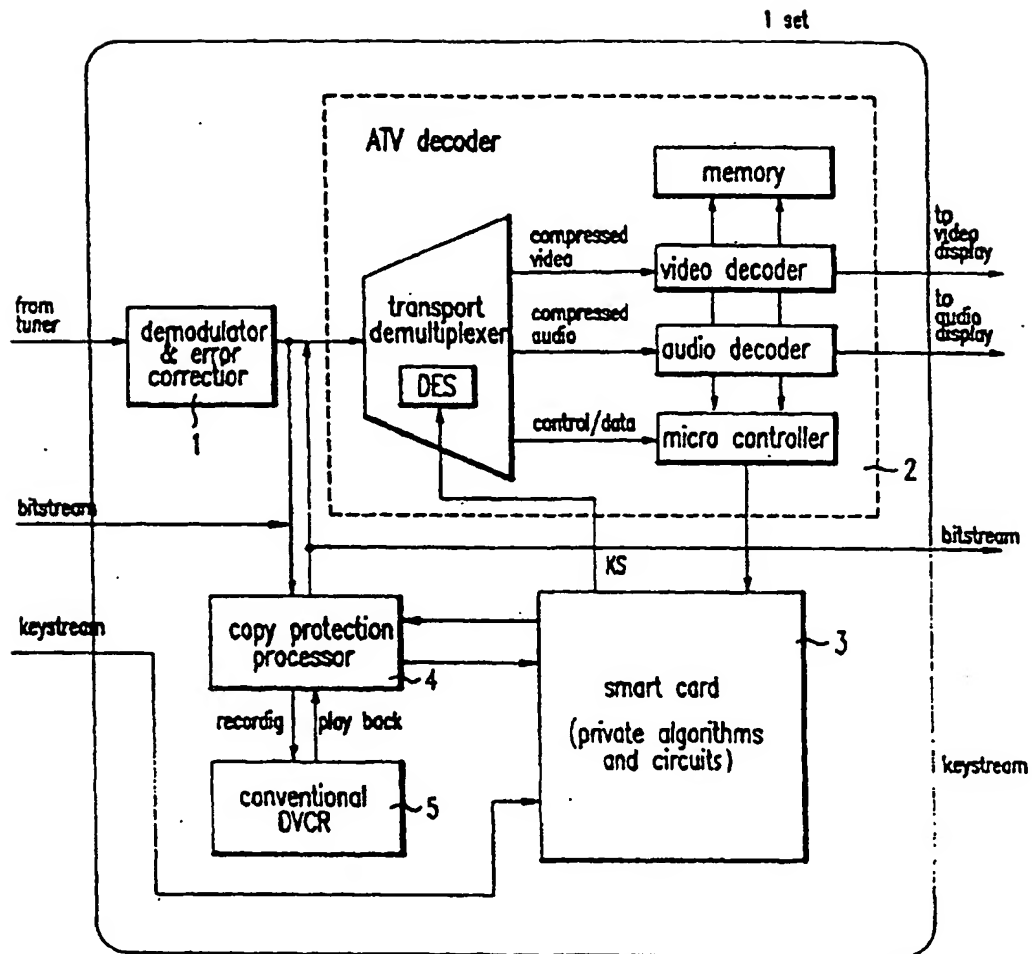 1 set
ATV decoder
memory
compressed
video
to
video
display
video decoder
from
tuner
demodulator
& error
correctior
transport
demultiplexer
compressed
audio
to
audio
display
audio decoder
DES
1
control/data
micro controller
2
bitstream
bitstream
KS
keystream
copy protection
processor
4
3
smart card
(private algorithms
and circuits)
recordig
play back
conventional
DVCR
5
keystream